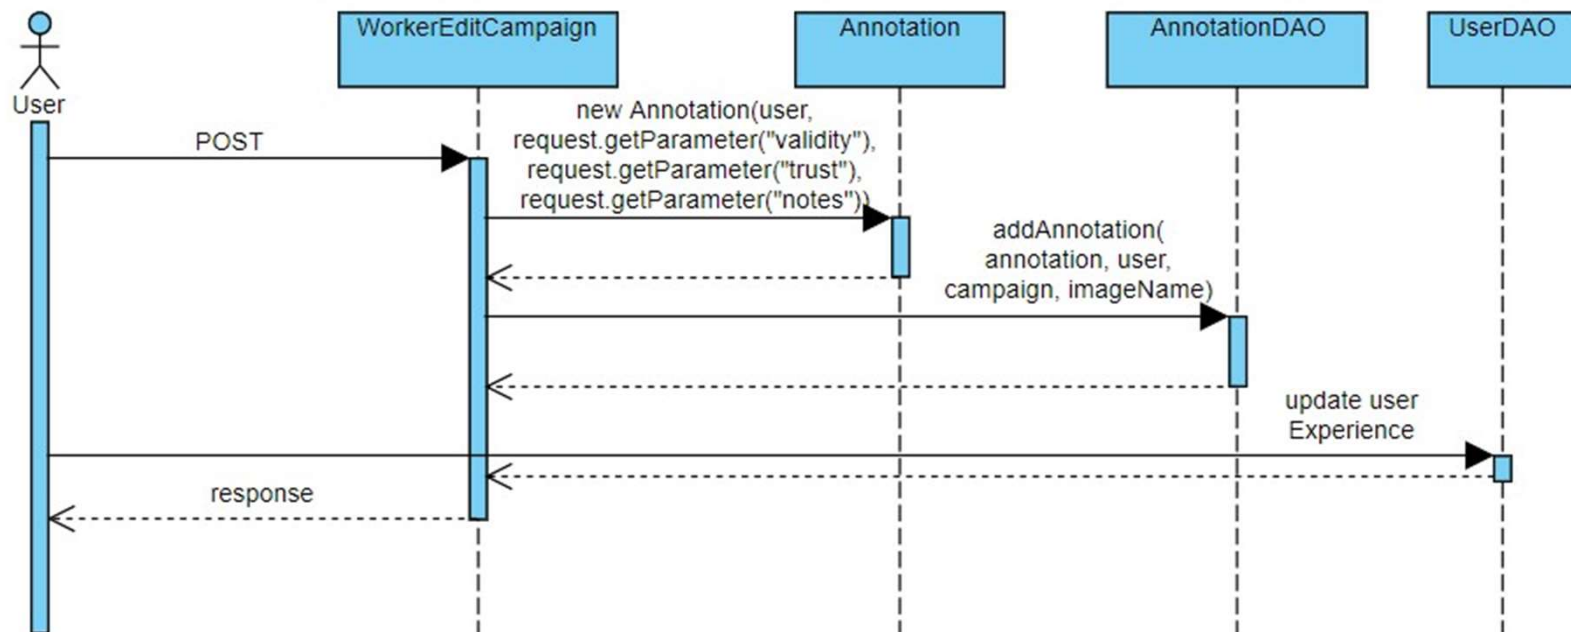 User
WorkerEditCampaign
Annotation
AnnotationDAO
UserDAO
POST
new Annotation(user,
request.getParameter("validity"),
request.getParameter("trust"),
request.getParameter("notes"))
addAnnotation(
annotation, user,
campaign, imageName)
update user
Experience
response